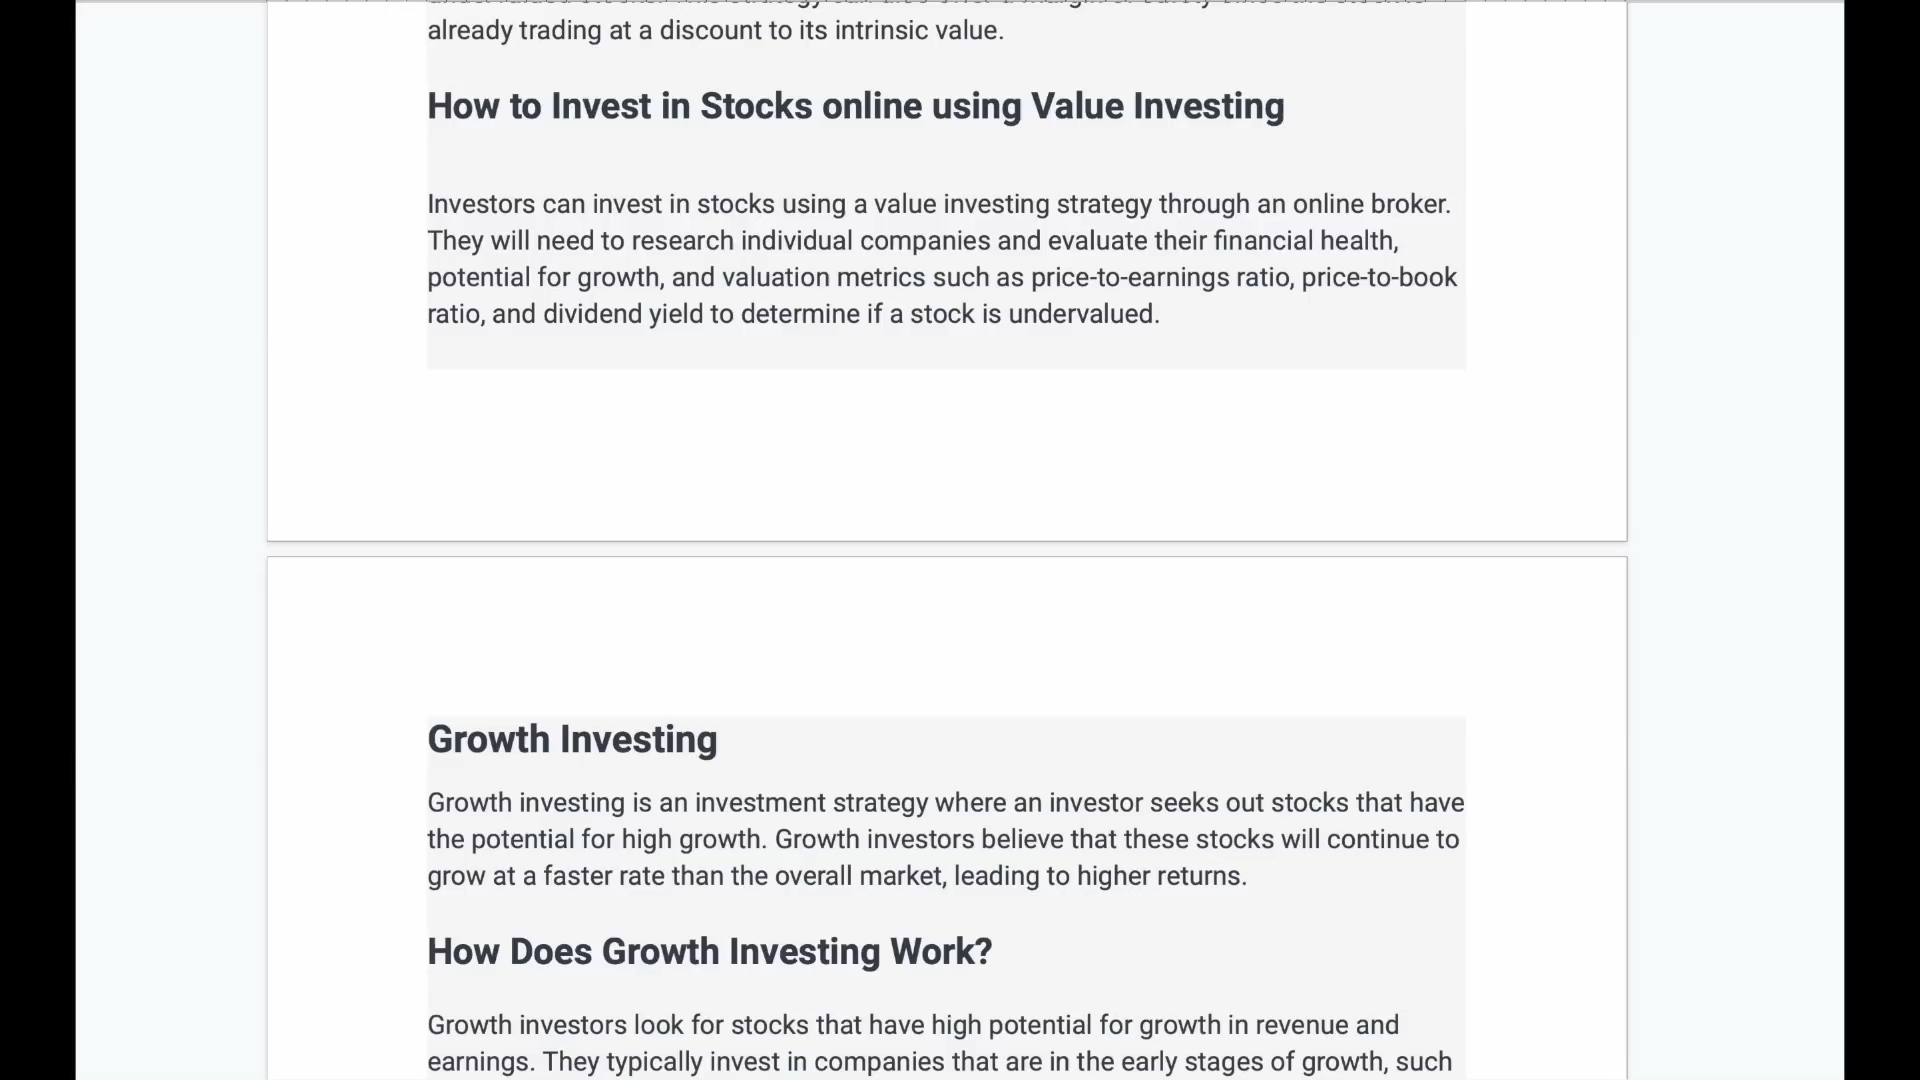 already trading at a discount to its intrinsic value.
How to Invest in Stocks online using Value Investing
Investors can invest in stocks using a value investing strategy through an online broker.
They will need to research individual companies and evaluate their financial health,
potential for growth, and valuation metrics such as price-to-earnings ratio, price-to-book
ratio, and dividend yield to determine if a stock is undervalued.
Growth Investing
Growth investing is an investment strategy where an investor seeks out stocks that have
the potential for high growth. Growth investors believe that these stocks will continue to
grow at a faster rate than the overall market, leading to higher returns.
How Does Growth Investing Work?
Growth investors look for stocks that have high potential for growth in revenue and
earnings. They typically invest in companies that are in the early stages of growth, such